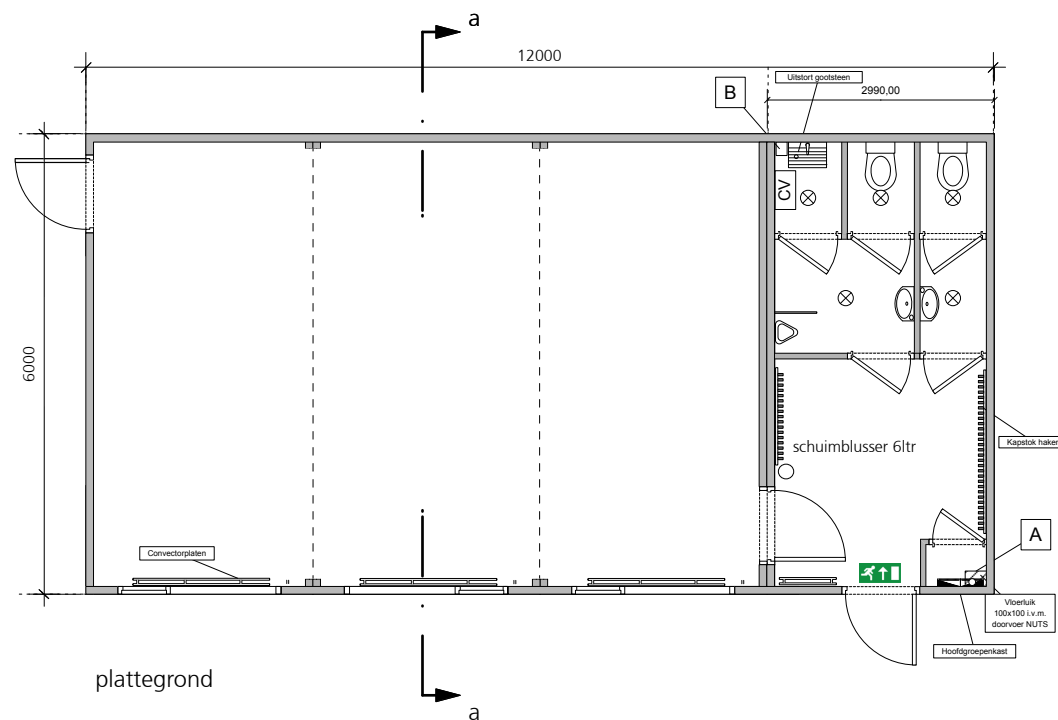 a
12000
Uitstort gootsteen
2990,00
B
CV
6000
schuimblusser 6ltr
Kapstok haken
A
Convectorplaten
Vloerluik
100x100 i.v.m.
doorvoer NUTS
Hoofdgroepenkast
plattegrond
a